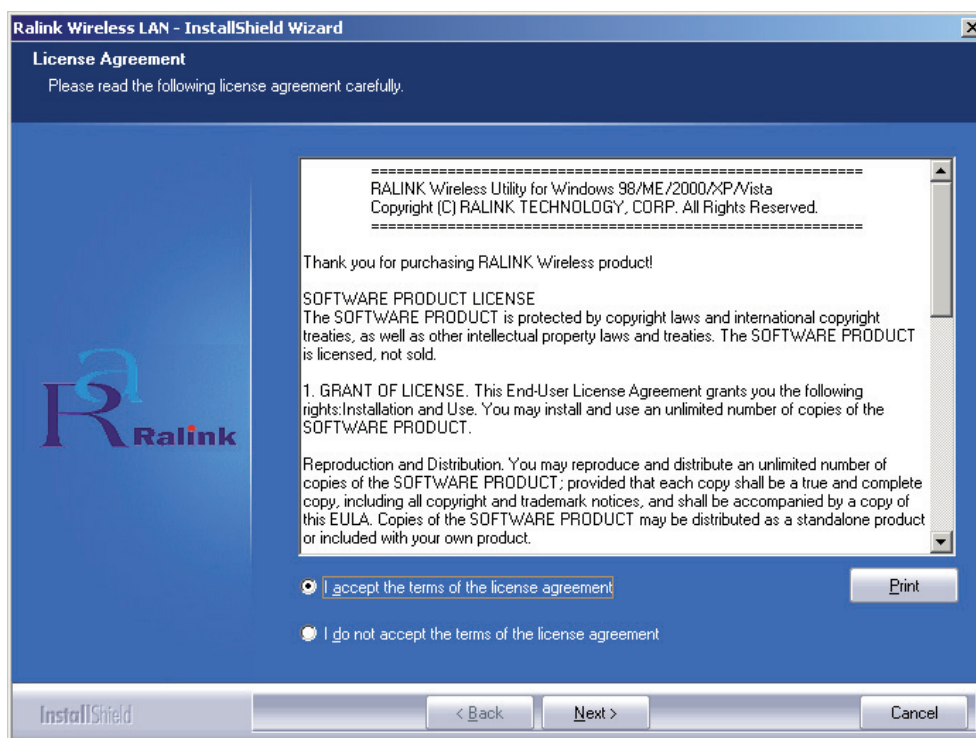 Ralink Wireless LAN - InstallShield Wizard
License Agreement
Please read the following license agreement carefully.
============================================================
RALINK Wireless Utility for Windows 98/ME/2000/XP/Vista
Copyright (C) RALINK TECHNOLOGY, CORP. All Rights Reserved.
============================================================
Thank you for purchasing RALINK Wireless product!
SOFTWARE PRODUCT LICENSE
The SOFTWARE PRODUCT is protected by copyright laws and international copyright
treaties, as well as other intellectual property laws and treaties. The SOFTWARE PRODUCT
is licensed, not sold.
1. GRANT OF LICENSE. This End-User License Agreement grants you the following
rights:Installation and Use. You may install and use an unlimited number of copies of the
SOFTWARE PRODUCT.
Reproduction and Distribution. You may reproduce and distribute an unlimited number of
copies of the SOFTWARE PRODUCT; provided that each copy shall be a true and complete
copy, including all copyright and trademark notices, and shall be accompanied by a copy of
this EULA. Copies of the SOFTWARE PRODUCT may be distributed as a standalone product
or included with your own product.
Ra
Ralink
I accept the terms of the license agreement
Print
I do not accept the terms of the license agreement
InstallShield
< Back
Next >
Cancel